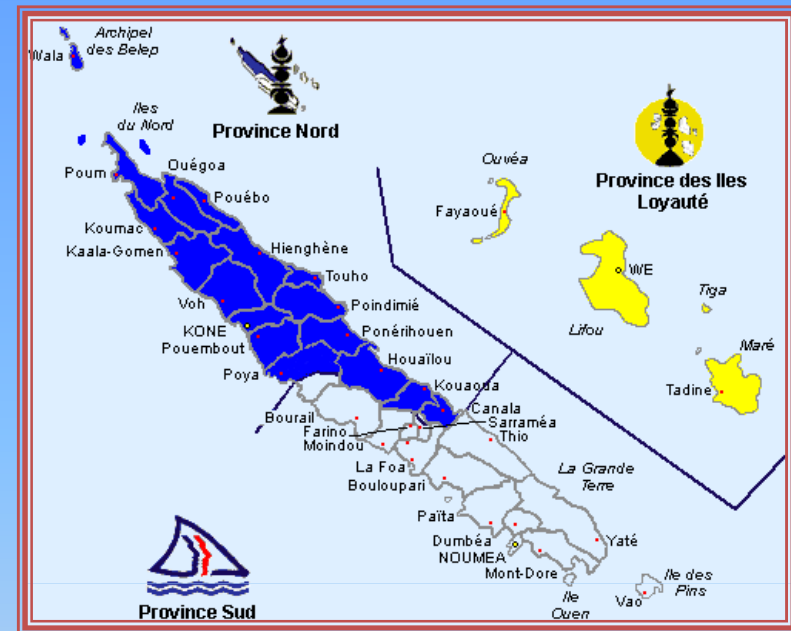 Archipel
des Belep
Wala
Iles
du Nord
Province Nord
Poum
Ouégoa
Pouébo
Koumac
Kaala-Gomen
Hienghène
Touho
Voh
Poindimié
KONE
Ponérihouen
Pouembout
Houaïlou
Poya
Kouaoua
Canala
Bourail
Sarraméa
Farino
Thio
Moindou
La Foa
Bouloupari
La Grande
Terre
Païta
Dumbéa
Yaté
NOUMEA
Mont-Dore
Ile
Ouen
Ile des
Pins
Vao
Province Sud
Province des Iles
Loyauté
Ouvéa
Fayaoué
WE
Tiga
Lifou
Maré
Tadine